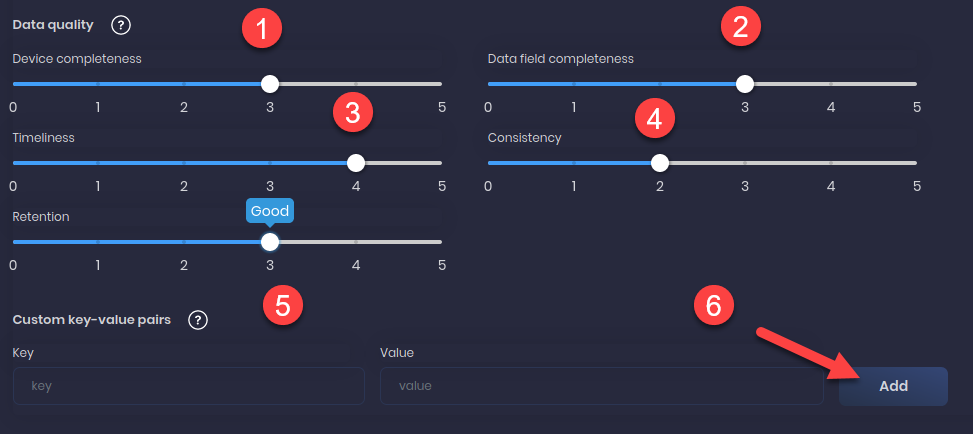 Data quality ? 1 2
Device completeness Data field completeness
0 1 2 3 4 5 0 1 2 3 4 5
3 4
Timeliness Consistency
0 1 2 3 4 5 0 1 2 3 4 5
Good
Retention
0 1 2 3 4 5
5 6
Custom key-value pairs ?
Key Value
key value Add